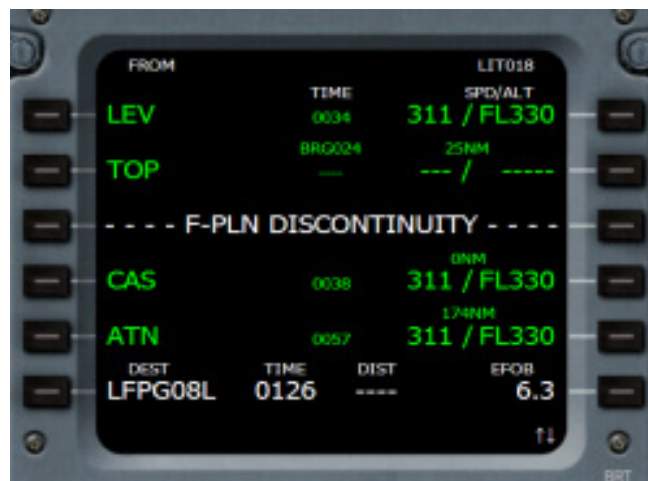 FROM LIT018
TIME SPD/ALT
LEV 0034 311 / FL330
BRG024 25NM
TOP --- --- / -----
- - - - F-PLN DISCONTINUITY - - - -
0NM
CAS 0038 311 / FL330
174NM
ATN 0057 311 / FL330
DEST TIME DIST EFOB
LFPG08L 0126 ---- 6.3
↑↓
BRT